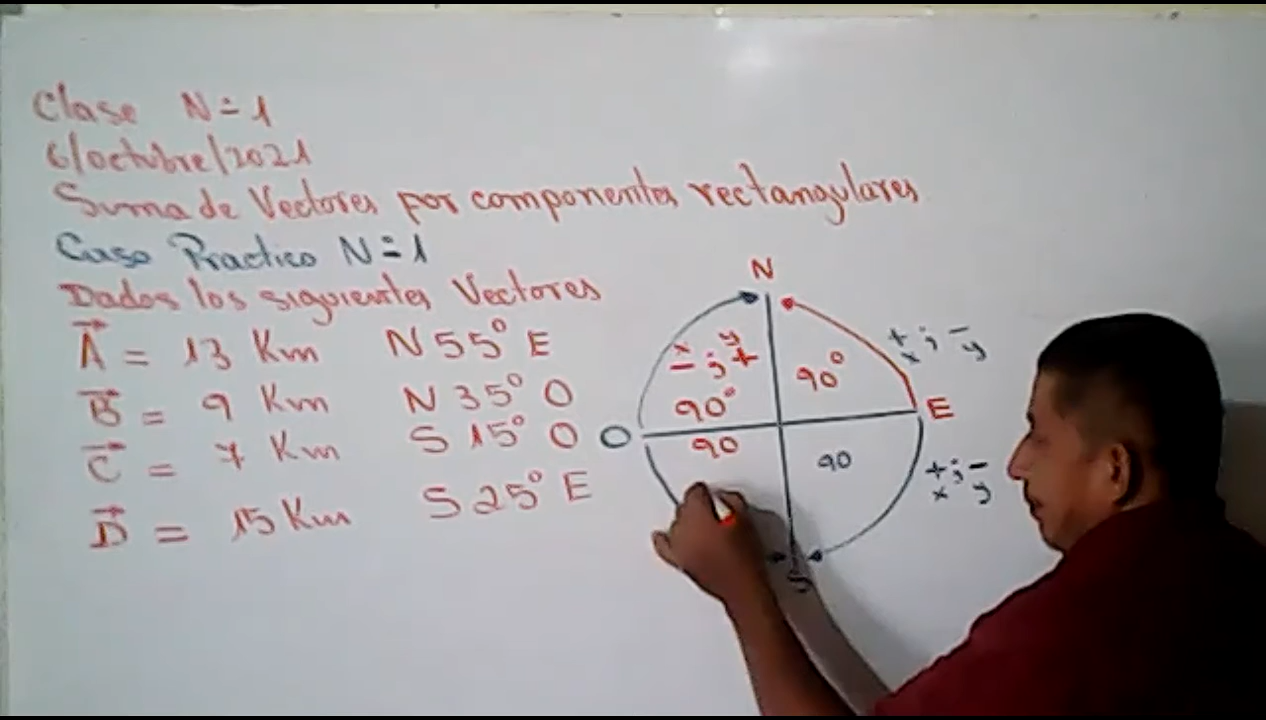 Clase N=1
6/octubre/2021
Suma de Vectores por componentes rectangulares
Caso Practico N=1
Dados los siguientes Vectores
A = 13 Km N 55° E
B = 9 Km N 35° O
C = 7 Km S 15° O
D = 15 Km S 25° E
N
x y
- ; +
90°
90°
+ ; -
x y
O
E
90
90
+ ; -
x y
S